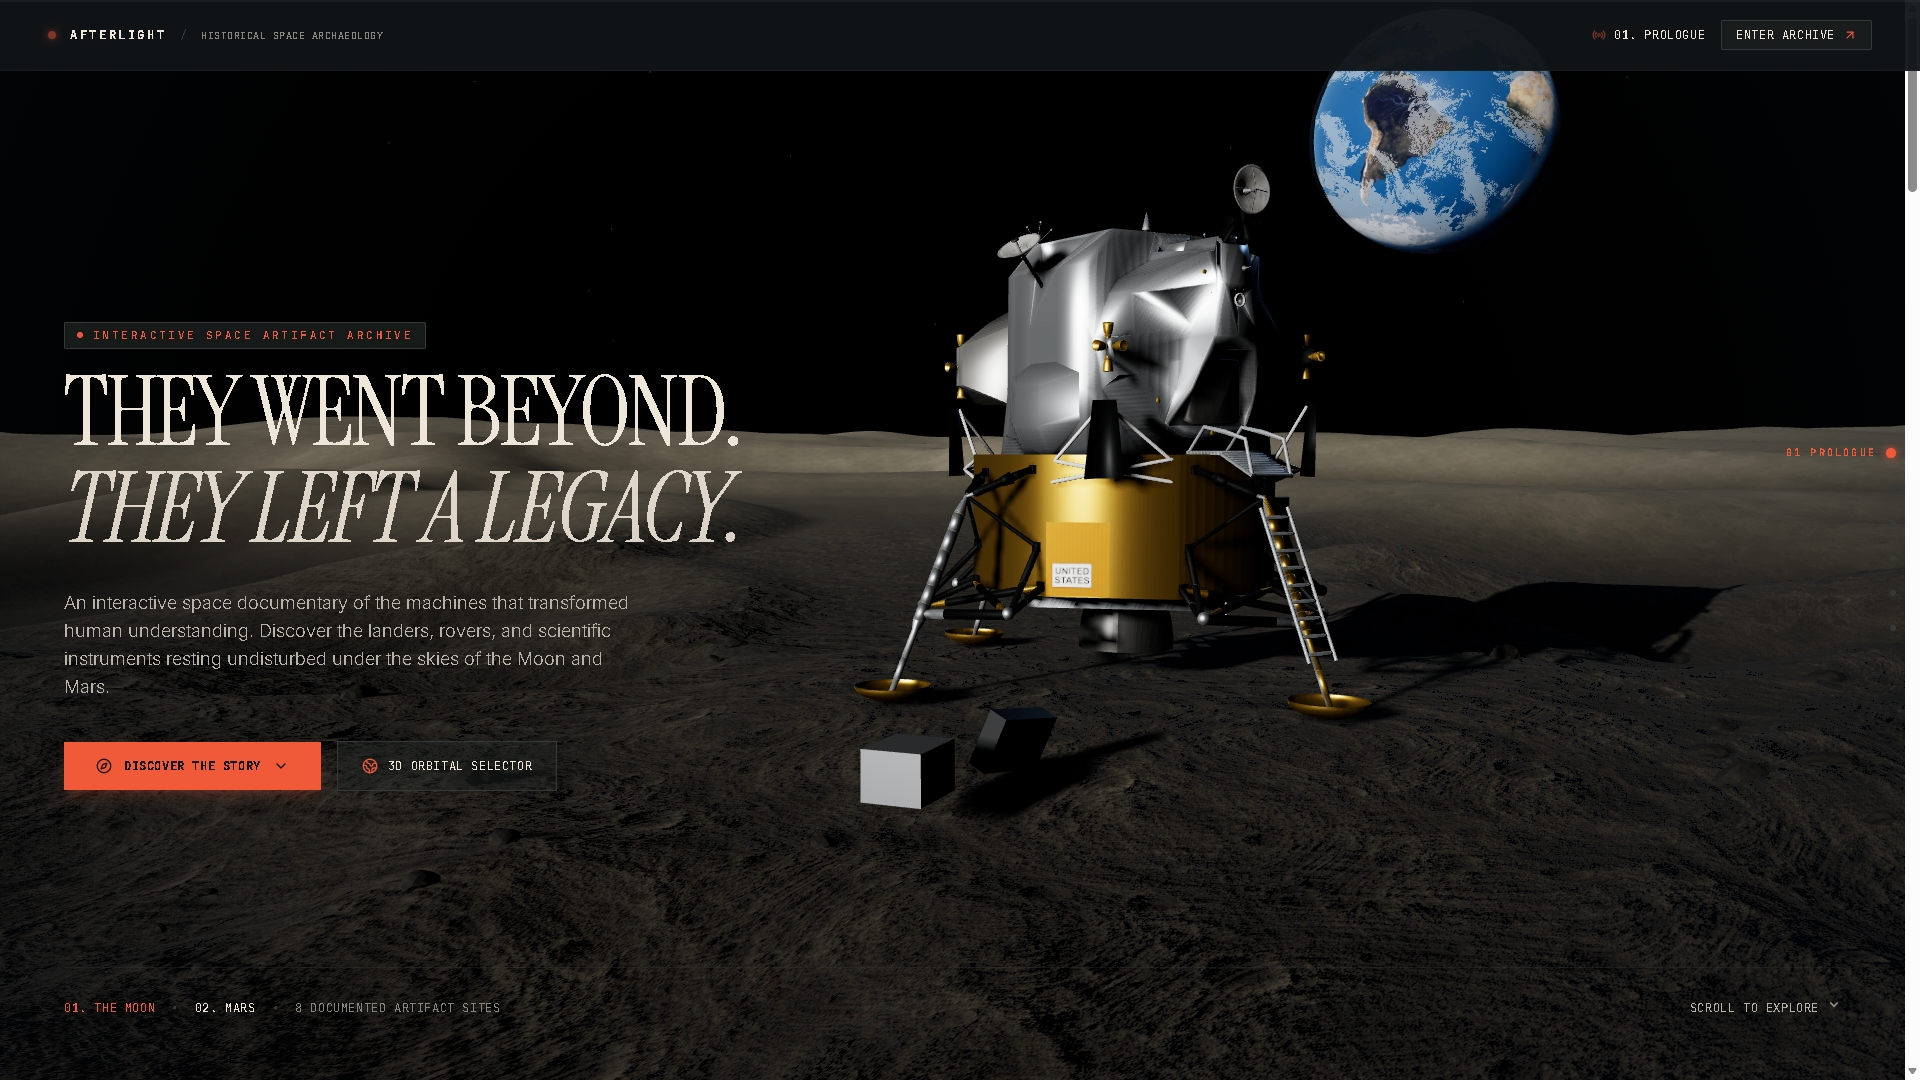 AFTERLIGHT / HISTORICAL SPACE ARCHAEOLOGY
01. PROLOGUE
ENTER ARCHIVE
INTERACTIVE SPACE ARTIFACT ARCHIVE
THEY WENT BEYOND.
THEY LEFT A LEGACY.
01 PROLOGUE
UNITED
STATES
An interactive space documentary of the machines that transformed
human understanding. Discover the landers, rovers, and scientific
instruments resting undisturbed under the skies of the Moon and
Mars.
DISCOVER THE STORY
3D ORBITAL SELECTOR
01. THE MOON · 02. MARS · 8 DOCUMENTED ARTIFACT SITES
SCROLL TO EXPLORE